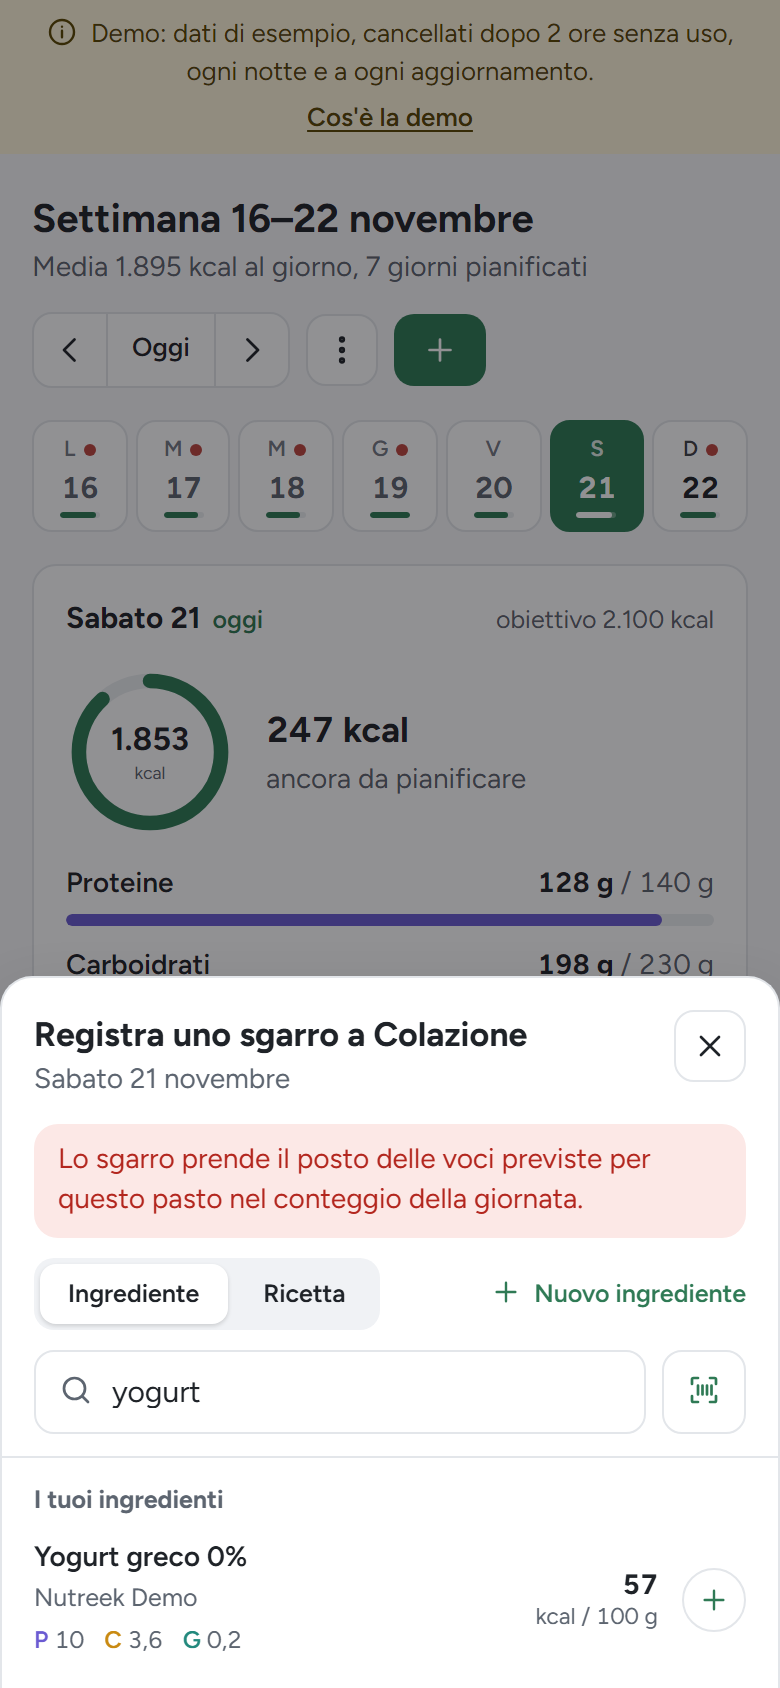 Demo: dati di esempio, cancellati dopo 2 ore senza uso,
ogni notte e a ogni aggiornamento.
Cos'è la demo
Settimana 16–22 novembre
Media 1.895 kcal al giorno, 7 giorni pianificati
Oggi
L M M G V S D
16 17 18 19 20 21 22
Sabato 21 oggi obiettivo 2.100 kcal
1.853
kcal
247 kcal
ancora da pianificare
Proteine 128 g / 140 g
Carboidrati 198 g / 230 g
Registra uno sgarro a Colazione
Sabato 21 novembre
Lo sgarro prende il posto delle voci previste per
questo pasto nel conteggio della giornata.
Ingrediente Ricetta Nuovo ingrediente
yogurt
I tuoi ingredienti
Yogurt greco 0%
Nutreek Demo
P 10 C 3,6 G 0,2
57
kcal / 100 g